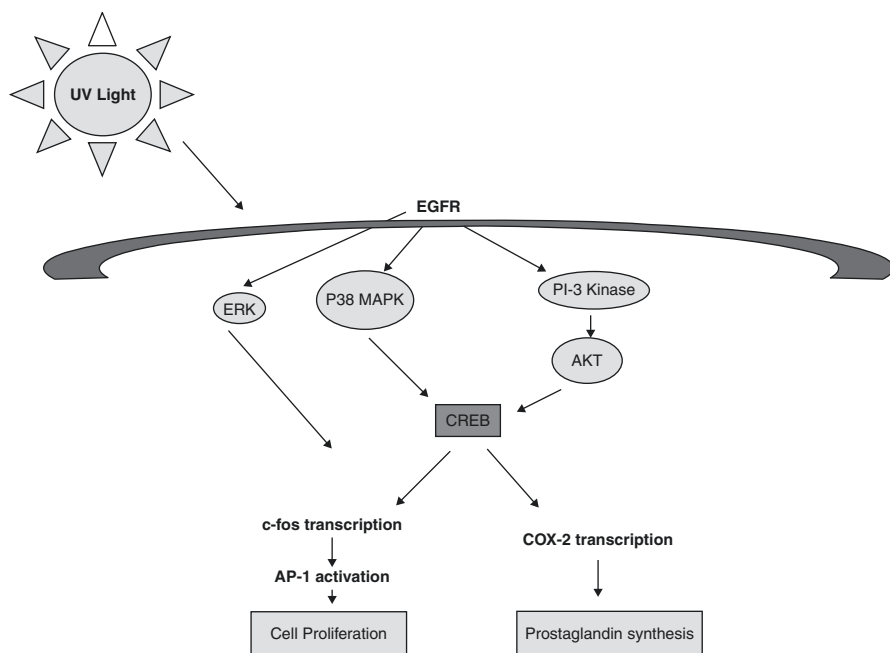 UV Light
EGFR
ERK
P38 MAPK
PI-3 Kinase
AKT
CREB
c-fos transcription
COX-2 transcription
AP-1 activation
Cell Proliferation
Prostaglandin synthesis